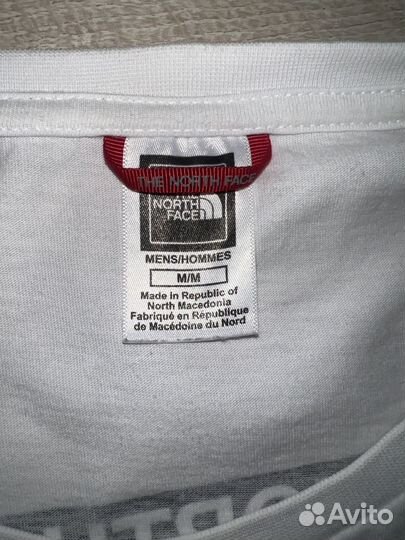 THE NORTH FACE
THE
NORTH
FACE
MENS/HOMMES
M/M
Made in Republic of
North Macedonia
Fabriqué en République
de Macédoine du Nord
Avito